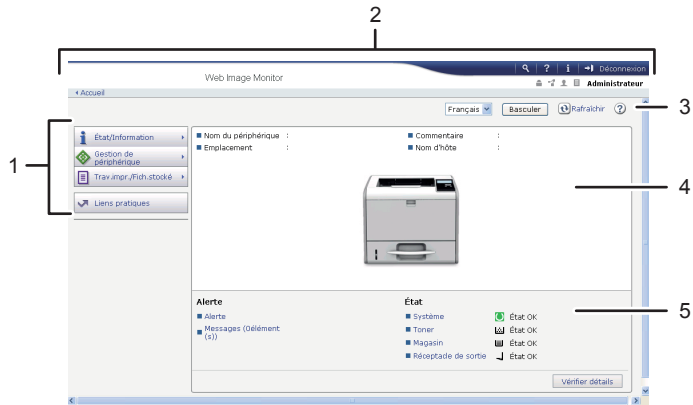 2
Déconnexion
Web Image Monitor
Administrateur
Accueil
Français Basculer Rafraîchir
3
1
État/Information
Gestion de
périphérique
Trav.impr./Fich.stocké
Liens pratiques
Nom du périphérique : Commentaire :
Emplacement : Nom d'hôte :
4
Alerte État
Alerte Système État OK
Messages (0élément
(s)) Toner État OK
Magasin État OK
Réceptade de sortie État OK
5
Vérifier détails